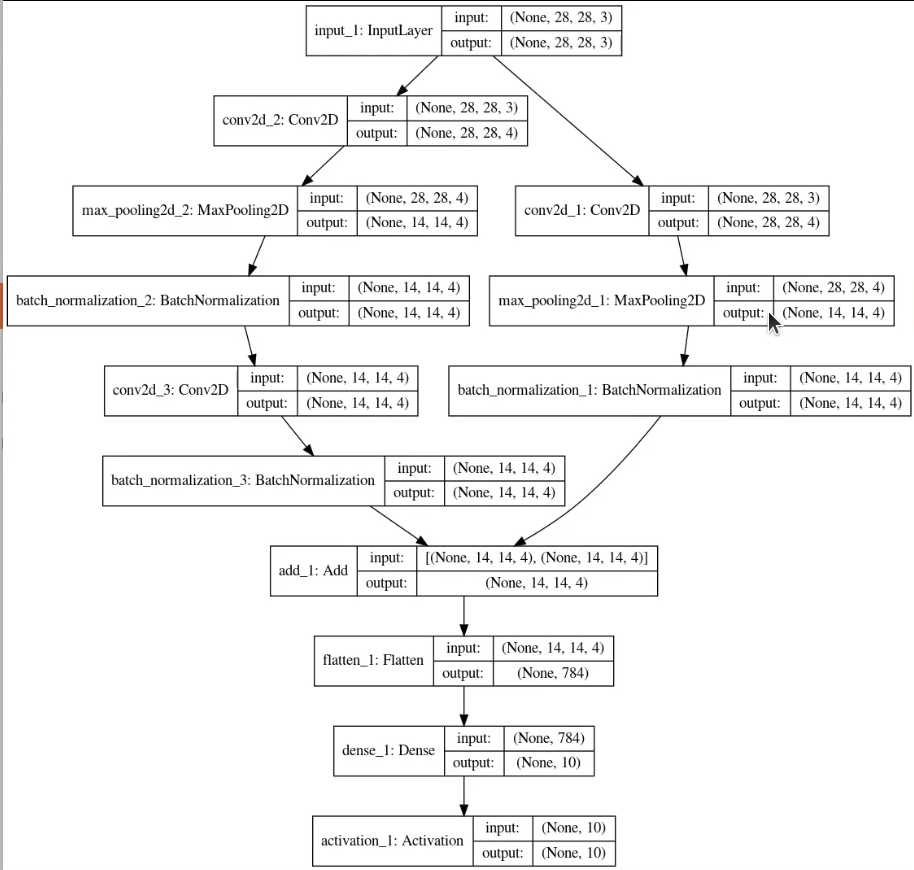 input_1: InputLayer
input: (None, 28, 28, 3)
output: (None, 28, 28, 3)
conv2d_2: Conv2D
input: (None, 28, 28, 3)
output: (None, 28, 28, 4)
max_pooling2d_2: MaxPooling2D
input: (None, 28, 28, 4)
output: (None, 14, 14, 4)
conv2d_1: Conv2D
input: (None, 28, 28, 3)
output: (None, 28, 28, 4)
batch_normalization_2: BatchNormalization
input: (None, 14, 14, 4)
output: (None, 14, 14, 4)
max_pooling2d_1: MaxPooling2D
input: (None, 28, 28, 4)
output: (None, 14, 14, 4)
conv2d_3: Conv2D
input: (None, 14, 14, 4)
output: (None, 14, 14, 4)
batch_normalization_1: BatchNormalization
input: (None, 14, 14, 4)
output: (None, 14, 14, 4)
batch_normalization_3: BatchNormalization
input: (None, 14, 14, 4)
output: (None, 14, 14, 4)
add_1: Add
input: [(None, 14, 14, 4), (None, 14, 14, 4)]
output: (None, 14, 14, 4)
flatten_1: Flatten
input: (None, 14, 14, 4)
output: (None, 784)
dense_1: Dense
input: (None, 784)
output: (None, 10)
activation_1: Activation
input: (None, 10)
output: (None, 10)